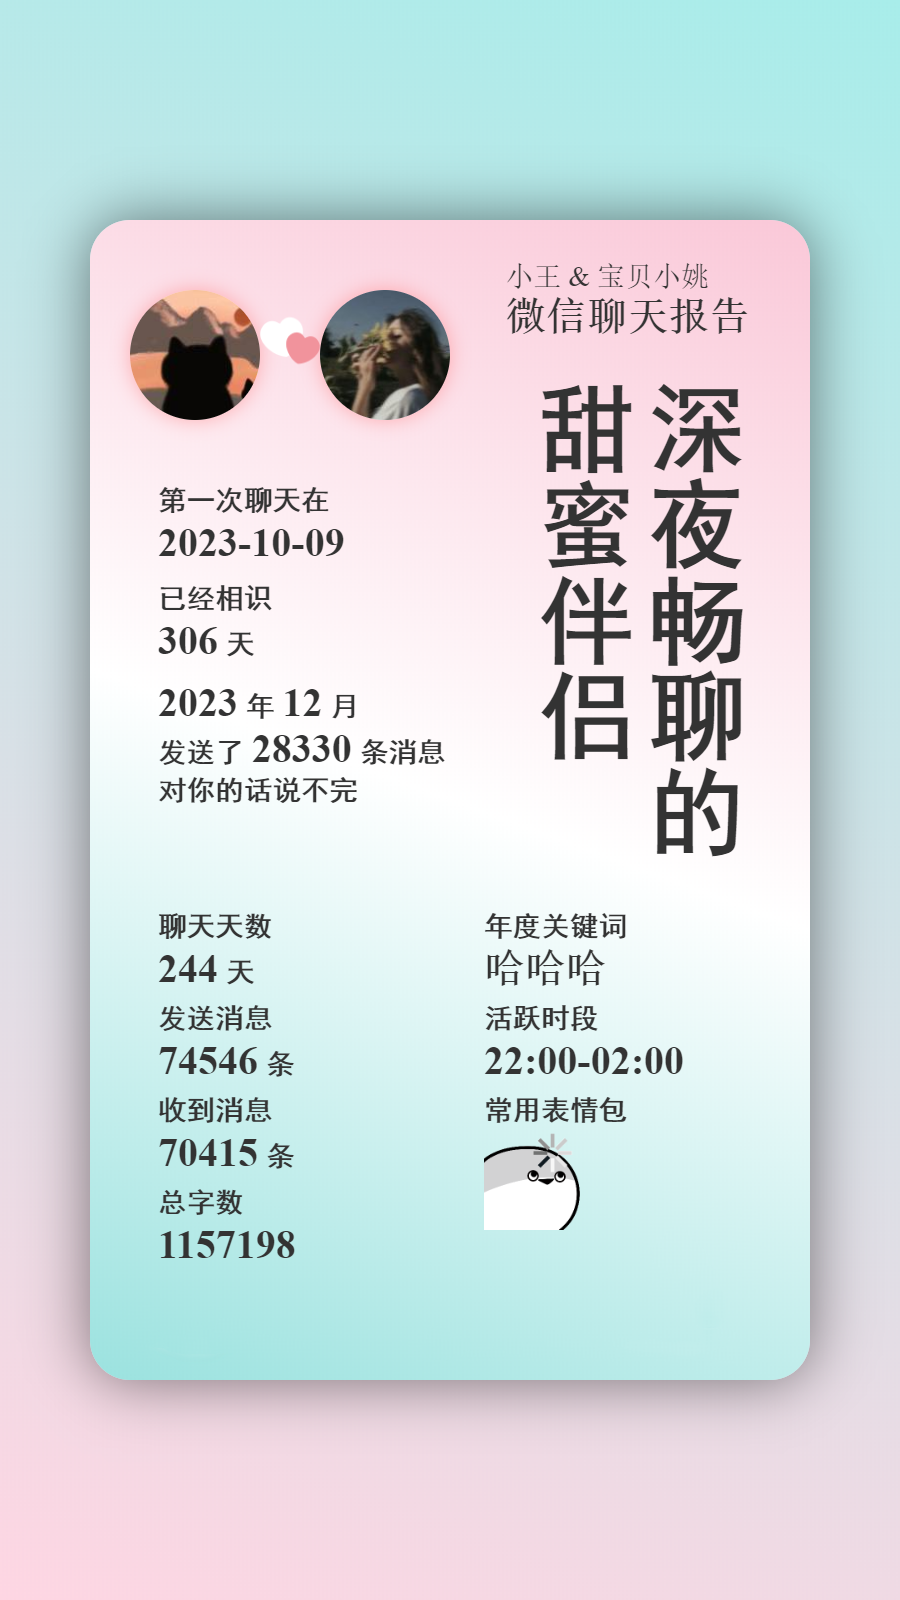 小王 & 宝贝小姚
微信聊天报告
深夜畅聊的
甜蜜伴侣
第一次聊天在
2023-10-09
已经相识
306 天
2023 年 12 月
发送了 28330 条消息
对你的话说不完
聊天天数
244 天
发送消息
74546 条
收到消息
70415 条
总字数
1157198
年度关键词
哈哈哈
活跃时段
22:00-02:00
常用表情包